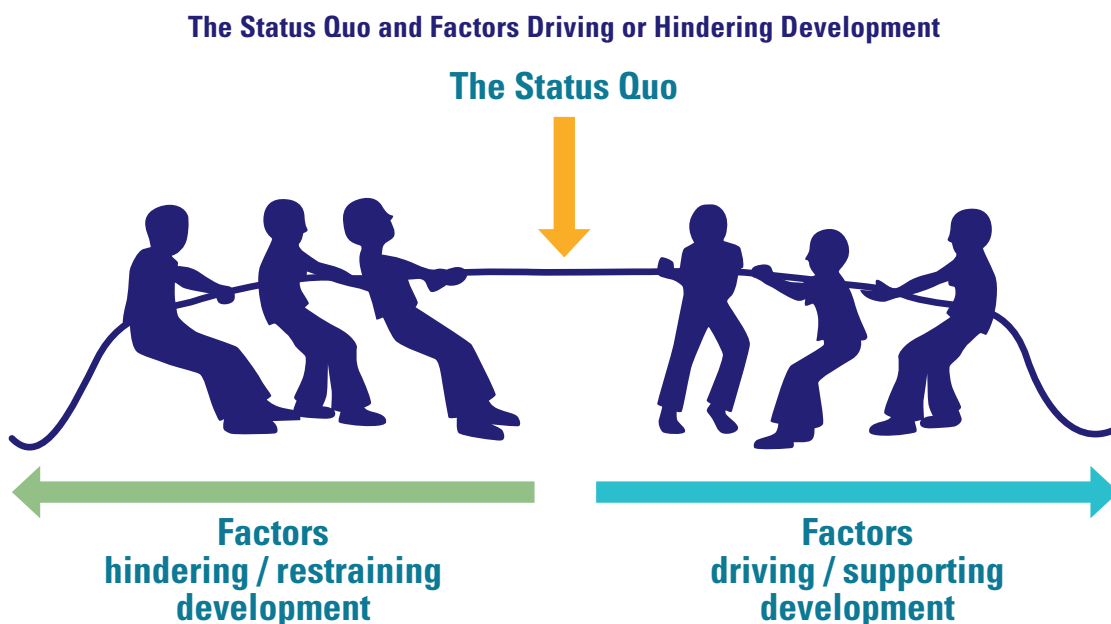 The Status Quo and Factors Driving or Hindering Development
The Status Quo
Factors
hindering / restraining
development
Factors
driving / supporting
development